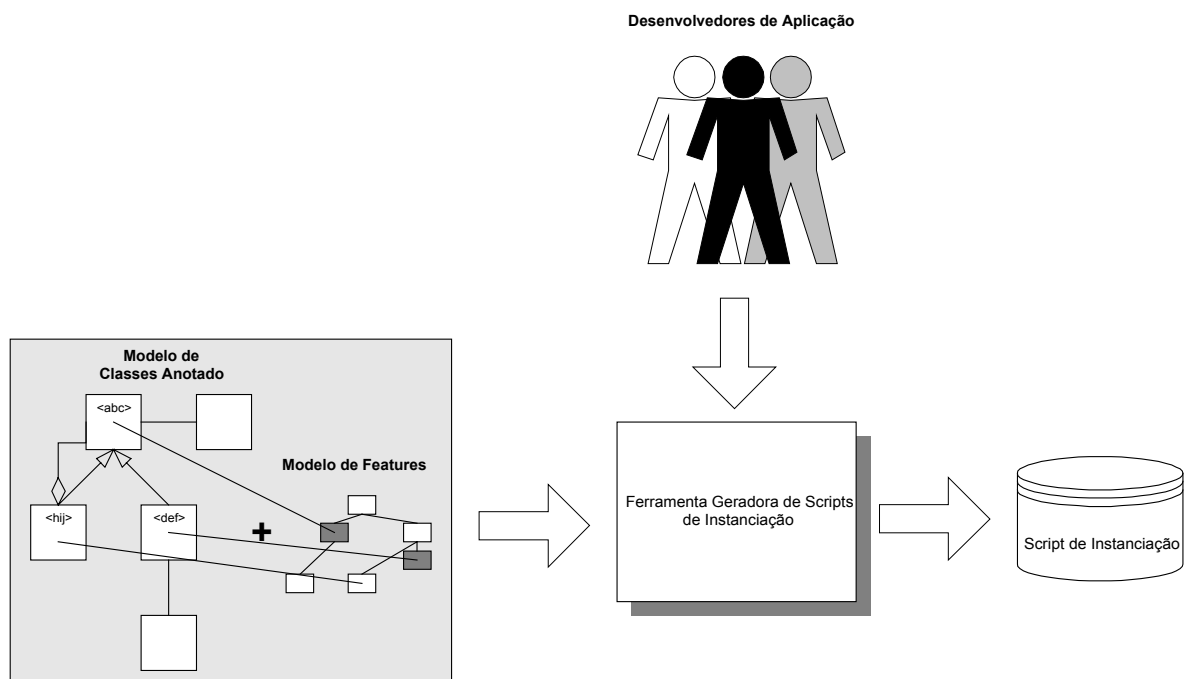 Desenvolvedores de Aplicação
Modelo de
Classes Anotado
<abc>
Modelo de Features
<hij>
<def>
+
Ferramenta Geradora de Scripts
de Instanciação
Script de Instanciação